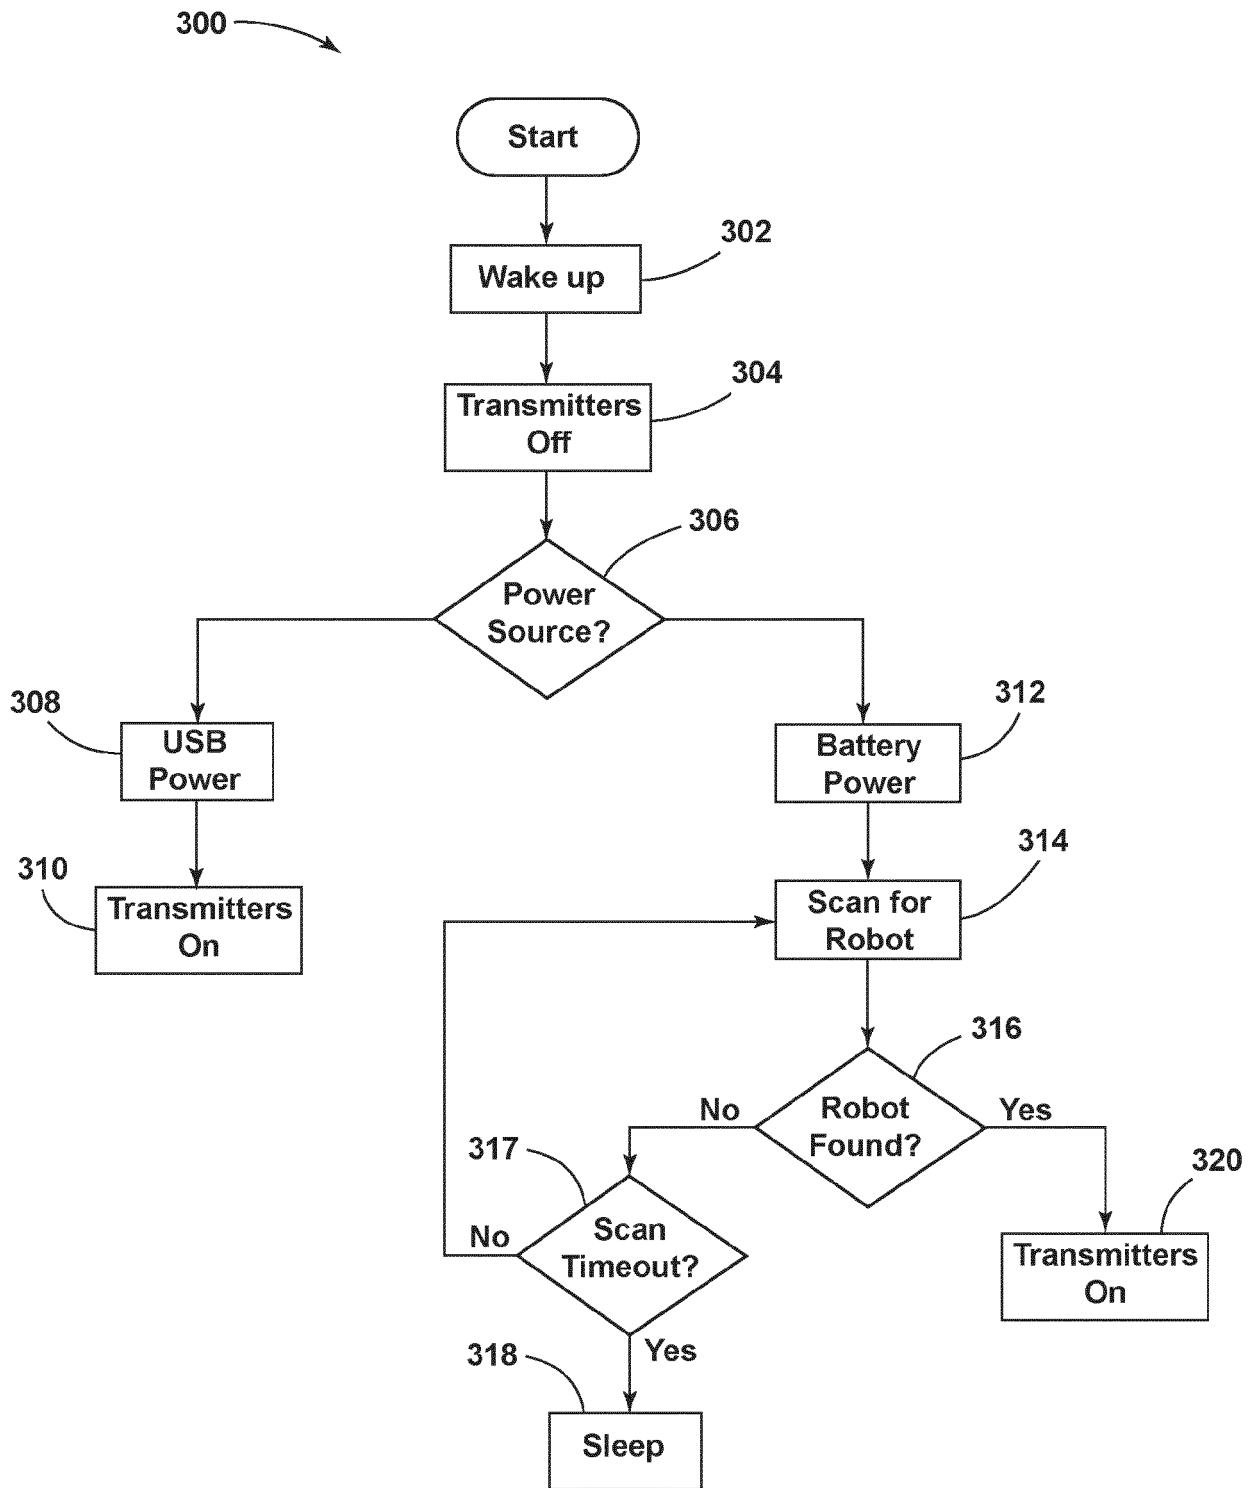 300
Start
302
Wake up
304
Transmitters
Off
306
Power
Source?
308
USB
Power
312
Battery
Power
310
Transmitters
On
314
Scan for
Robot
316
No
Robot
Found?
Yes
317
320
No
Scan
Timeout?
Transmitters
On
318
Yes
Sleep